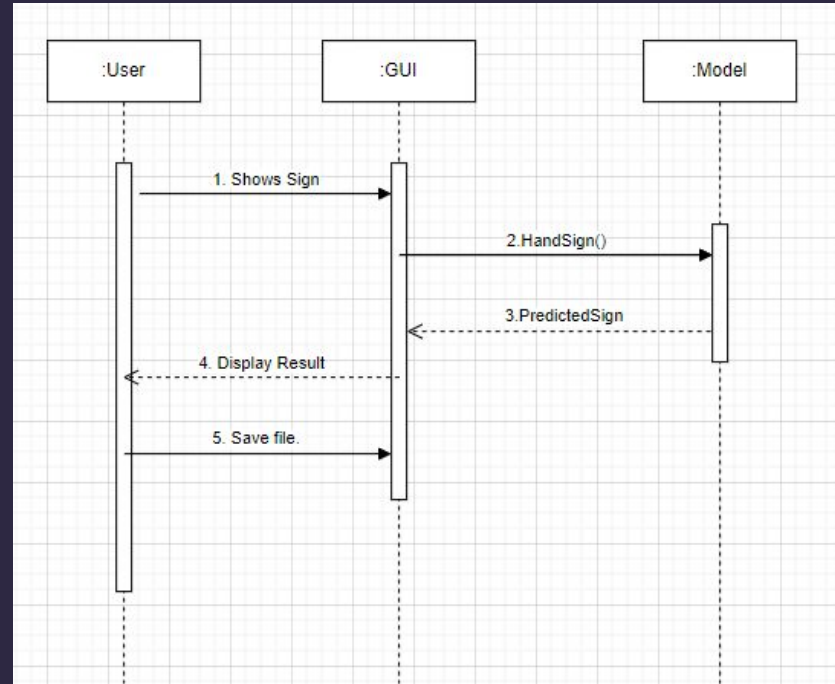 :User
:GUI
:Model
1. Shows Sign
2.HandSign()
3.PredictedSign
4. Display Result
5. Save file.